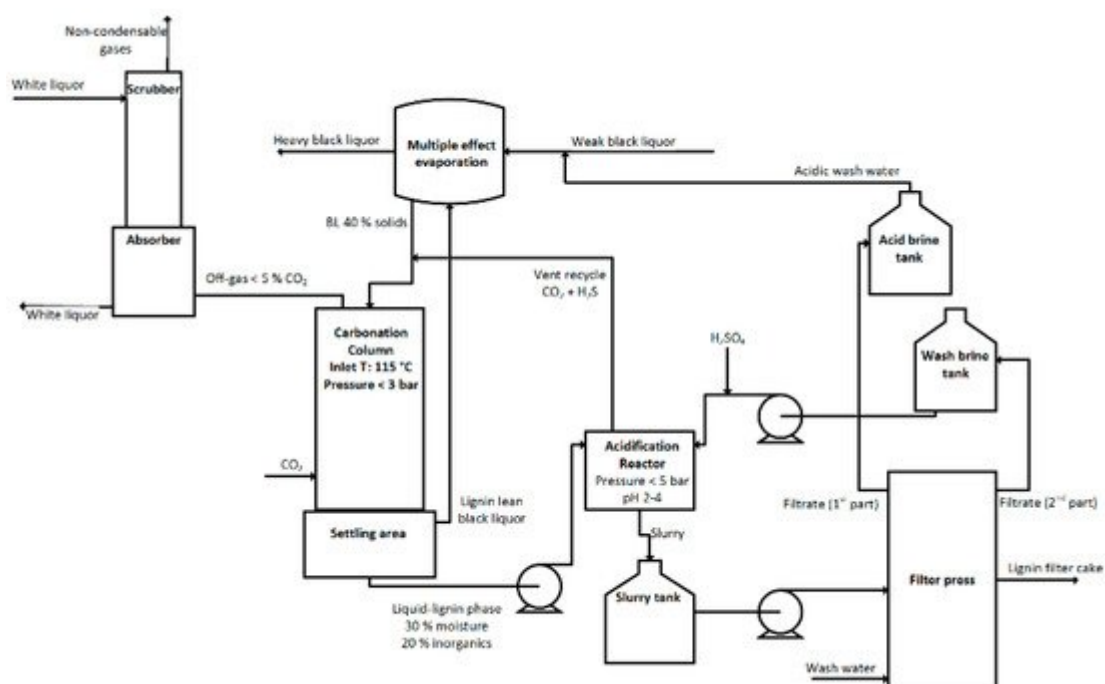 Non-condensable
gases
White liquor
Scrubber
Heavy black liquor
Multiple effect
evaporation
Weak black liquor
Acidic wash water
BL 40 % solids
Absorber
Acid brine
tank
Off-gas < 5 % CO₂
Vent recycle
CO₂ + H₂S
White liquor
Carbonation
Column
Inlet T: 115 °C
Pressure < 3 bar
H₂SO₄
Wash brine
tank
Acidification
Reactor
Pressure < 5 bar
pH 2-4
CO₂
Lignin lean
black liquor
Filtrate (1st part)
Filtrate (2nd part)
Settling area
Slurry
Lignin filter cake
Slurry tank
Filter press
Liquid-lignin phase
30 % moisture
20 % inorganics
Wash water